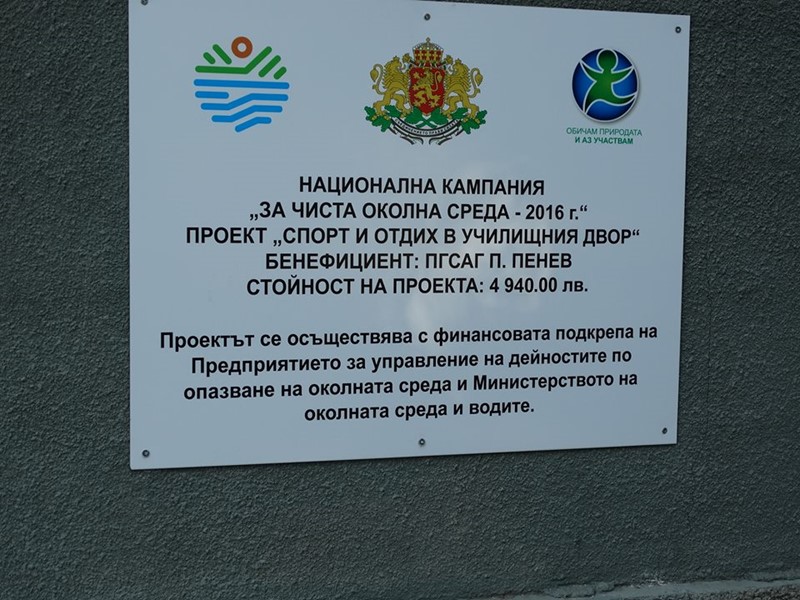 ОБИЧАМ ПРИРОДАТА
И АЗ УЧАСТВАМ
НАЦИОНАЛНА КАМПАНИЯ
„ЗА ЧИСТА ОКОЛНА СРЕДА - 2016 г.“
ПРОЕКТ „СПОРТ И ОТДИХ В УЧИЛИЩНИЯ ДВОР“
БЕНЕФИЦИЕНТ: ПГСАГ П. ПЕНЕВ
СТОЙНОСТ НА ПРОЕКТА: 4 940.00 лв.
Проектът се осъществява с финансовата подкрепа на
Предприятието за управление на дейностите по
опазване на околната среда и Министерството на
околната среда и водите.